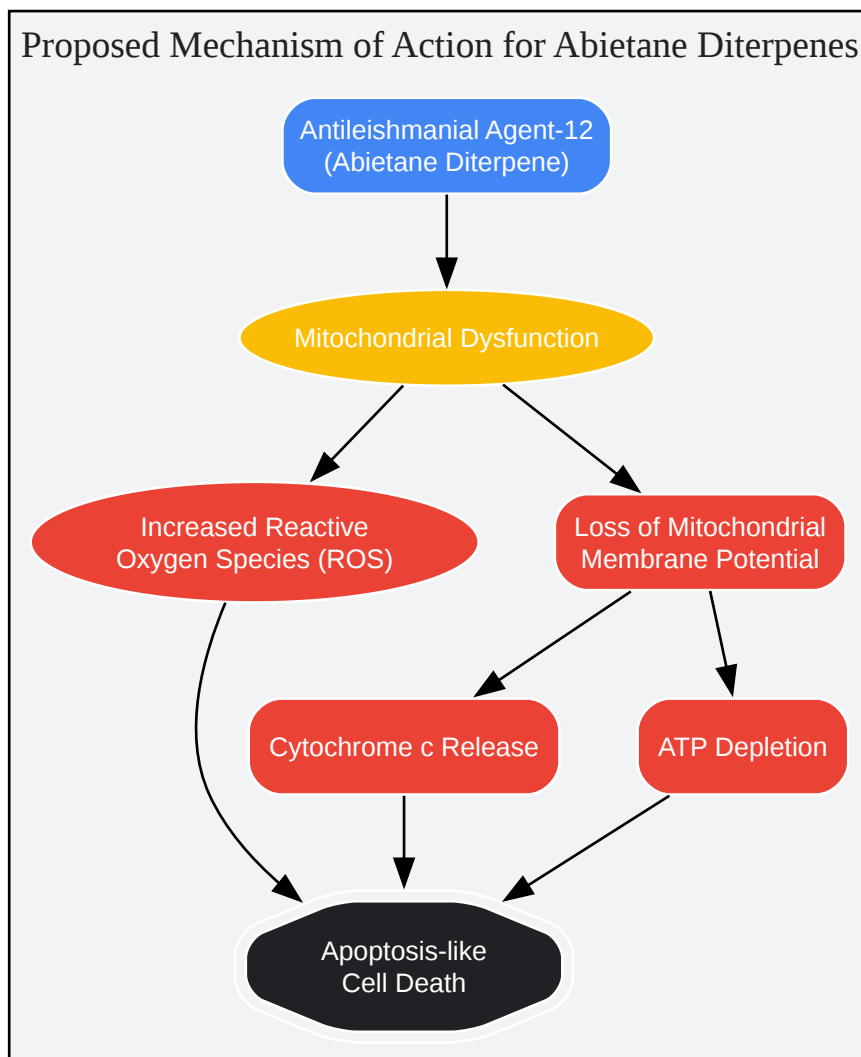 Proposed Mechanism of Action for Abietane Diterpenes
Antileishmanial Agent-12
(Abietane Diterpene)
Mitochondrial Dysfunction
Increased Reactive
Oxygen Species (ROS)
Loss of Mitochondrial
Membrane Potential
Cytochrome c Release
ATP Depletion
Apoptosis-like
Cell Death